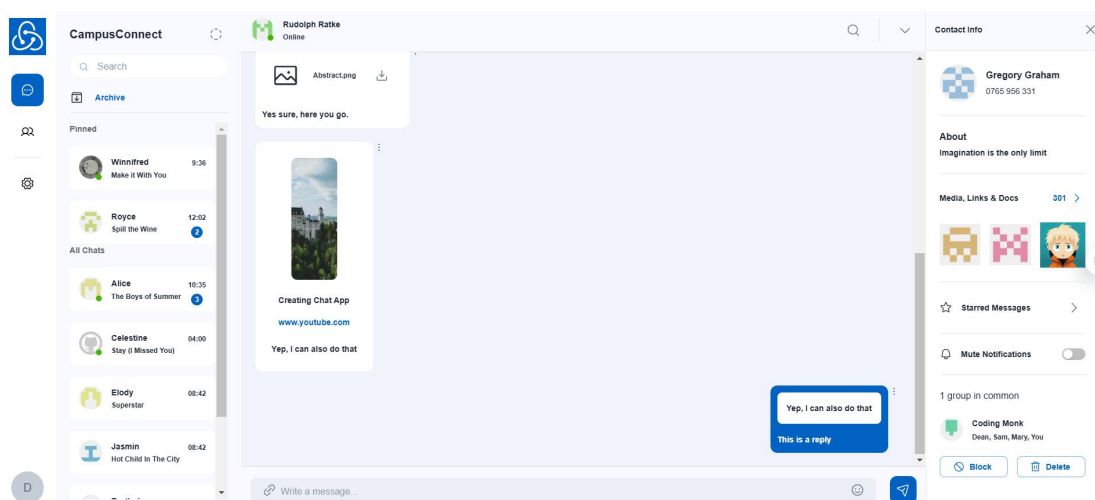 CampusConnect
Search
Archive
Pinned
Winnifred 9:36
Make it With You
Royce 12:02
Spill the Wine 2
All Chats
Alice 10:35
The Boys of Summer 3
Celestine 04:00
Stay (I Missed You)
Elody 08:42
Superstar
Jasmin 08:42
Hot Child In The City
D
Rudolph Ratke
Online
Abstract.png
Yes sure, here you go.
Creating Chat App
www.youtube.com
Yep, I can also do that
Yep, I can also do that
This is a reply
Write a message...
Contact Info
Gregory Graham
0765 956 331
About
Imagination is the only limit
Media, Links & Docs 301
Starred Messages
Mute Notifications
1 group in common
Coding Monk
Dean, Sam, Mary, You
Block Delete